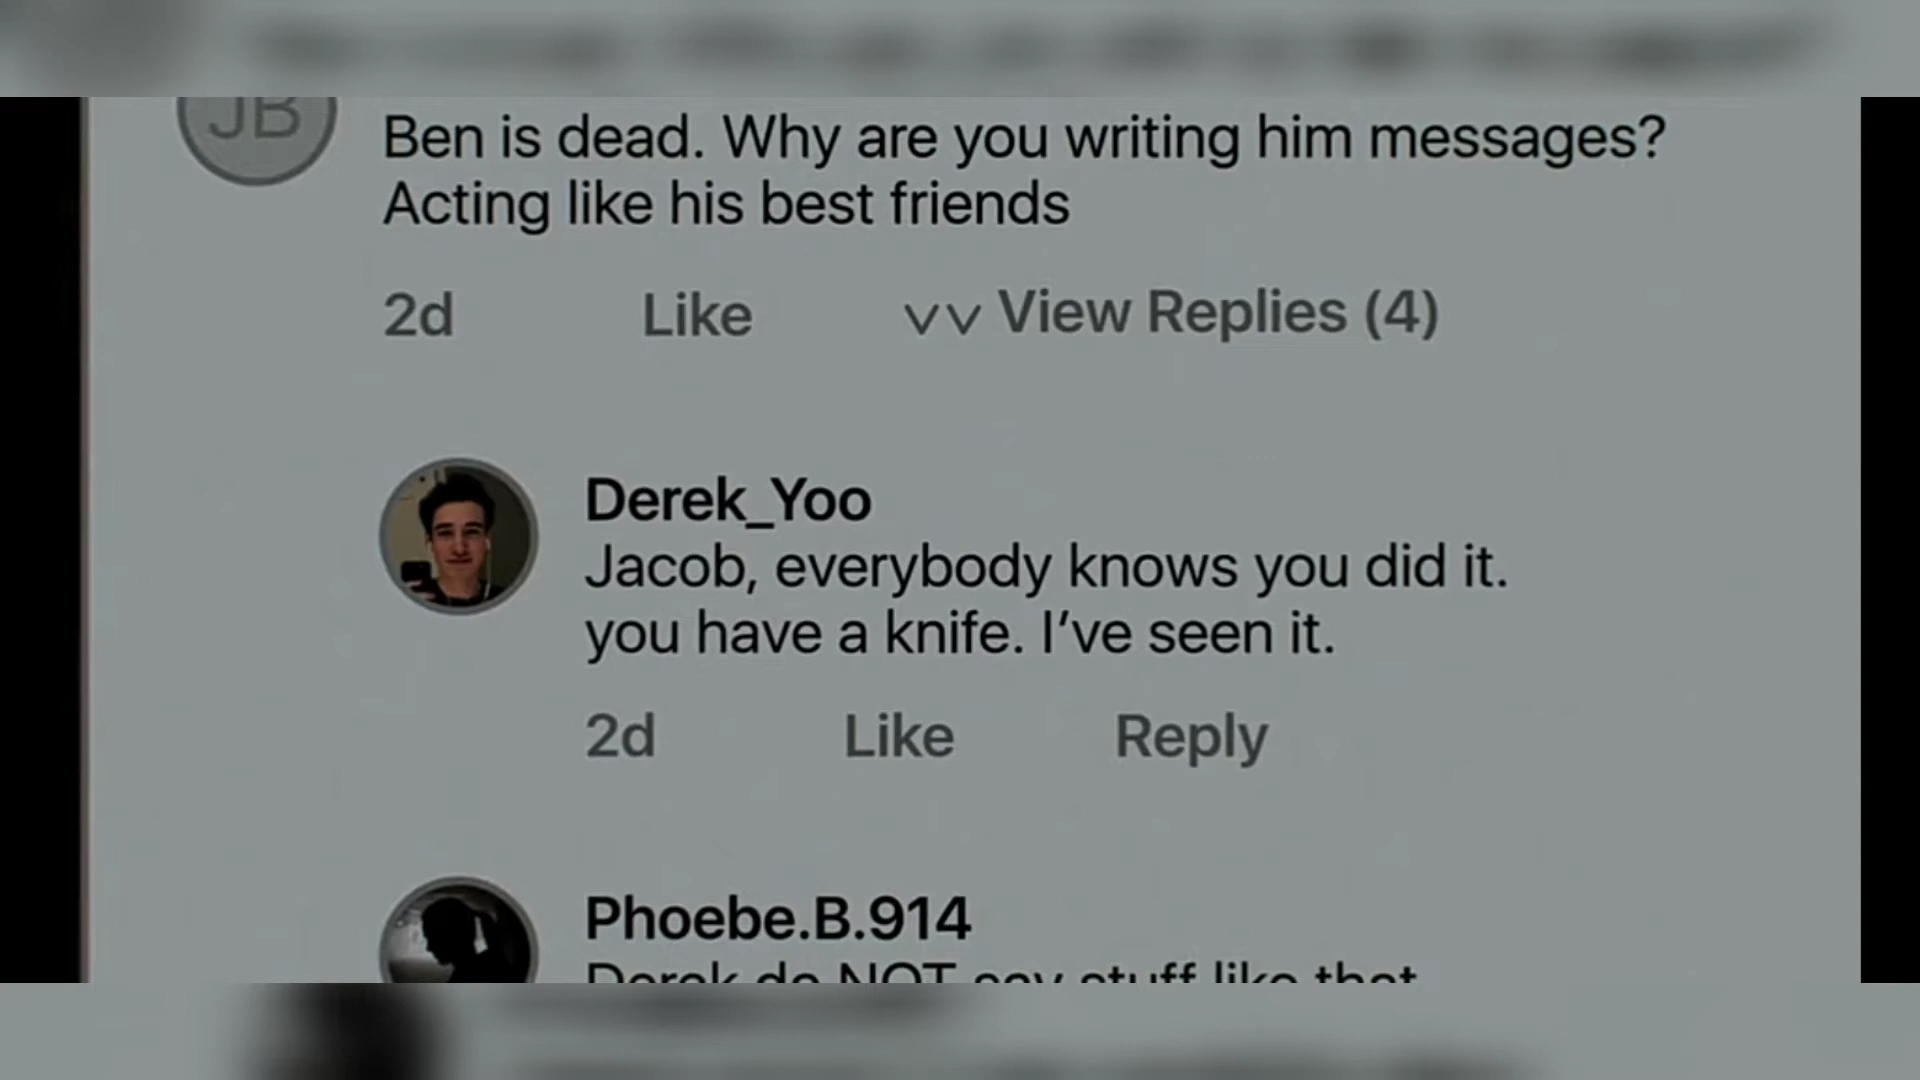 JB
Ben is dead. Why are you writing him messages?
Acting like his best friends
2d Like View Replies (4)
Derek_Yoo
Jacob, everybody knows you did it.
you have a knife. I've seen it.
2d Like Reply
Phoebe.B.914
Derek do NOT say stuff like that